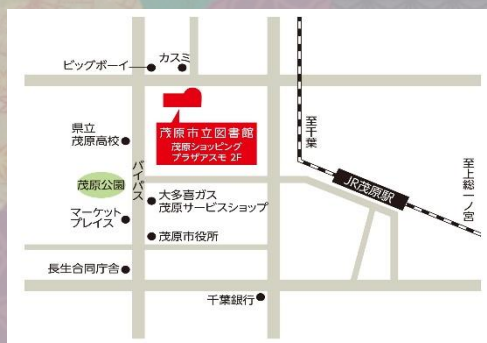 カスミ
ビッグボーイ
茂原市立図書館
茂原ショッピング
プラザアスモ 2F
県立
茂原高校
至千葉
至上総一ノ宮
JR茂原駅
茂原公園
バイパス
大多喜ガス
茂原サービスショップ
マーケット
プレイス
茂原市役所
長生合同庁舎
千葉銀行